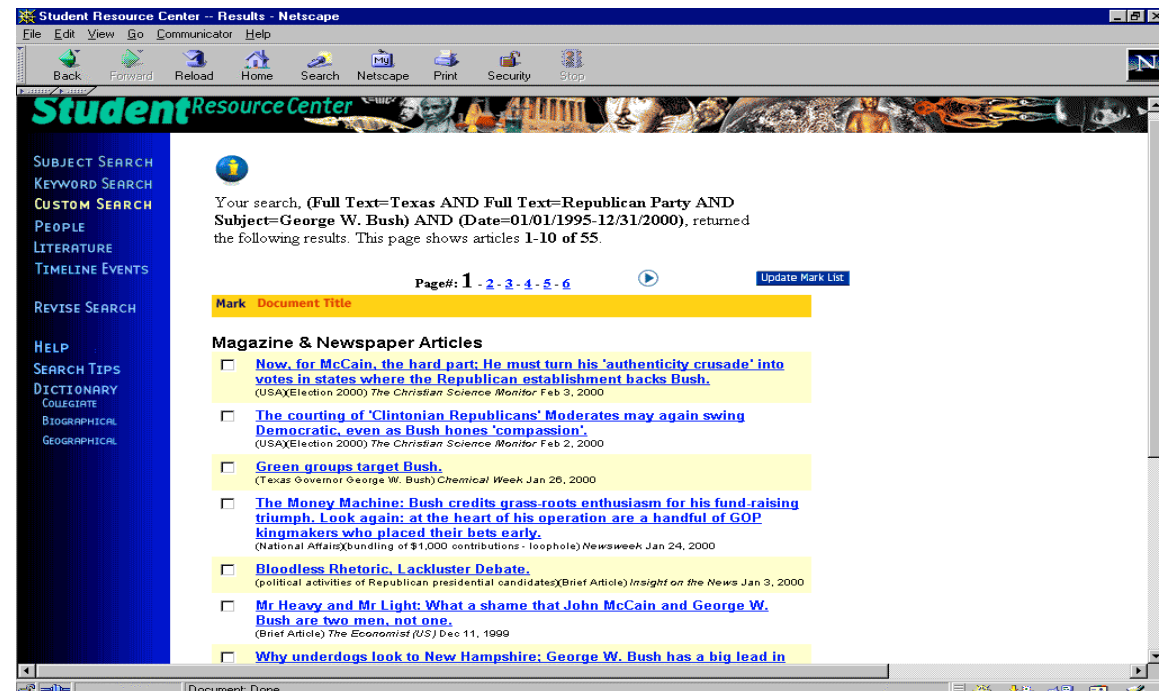 Student Resource Center -- Results - Netscape
File Edit View Go Communicator Help
Back Forward Reload Home Search Netscape Print Security Stop
My
N
Student Resource Center
SUBJECT SEARCH
KEYWORD SEARCH
CUSTOM SEARCH
PEOPLE
LITERATURE
TIMELINE EVENTS
REVISE SEARCH
HELP
SEARCH TIPS
DICTIONARY
COLLEGIATE
BIOGRAPHICAL
GEOGRAPHICAL
Your search, (Full Text=Texas AND Full Text=Republican Party AND
Subject=George W. Bush) AND (Date=01/01/1995-12/31/2000), returned
the following results. This page shows articles 1-10 of 55.
Page#: 1 - 2 - 3 - 4 - 5 - 6
Update Mark List
Mark Document Title
Magazine & Newspaper Articles
Now, for McCain, the hard part; He must turn his 'authenticity crusade' into
votes in states where the Republican establishment backs Bush.
(USA)(Election 2000) The Christian Science Monitor Feb 3, 2000
The courting of 'Clintonian Republicans' Moderates may again swing
Democratic, even as Bush hones 'compassion'.
(USA)(Election 2000) The Christian Science Monitor Feb 2, 2000
Green groups target Bush.
(Texas Governor George W. Bush) Chemical Week Jan 26, 2000
The Money Machine: Bush credits grass-roots enthusiasm for his fund-raising
triumph. Look again: at the heart of his operation are a handful of GOP
kingmakers who placed their bets early.
(National Affairs)(bundling of $1,000 contributions - loophole) Newsweek Jan 24, 2000
Bloodless Rhetoric, Lackluster Debate.
(political activities of Republican presidential candidates)(Brief Article) Insight on the News Jan 3, 2000
Mr Heavy and Mr Light: What a shame that John McCain and George W.
Bush are two men, not one.
(Brief Article) The Economist (US) Dec 11, 1999
Why underdogs look to New Hampshire; George W. Bush has a big lead in
Document: Done